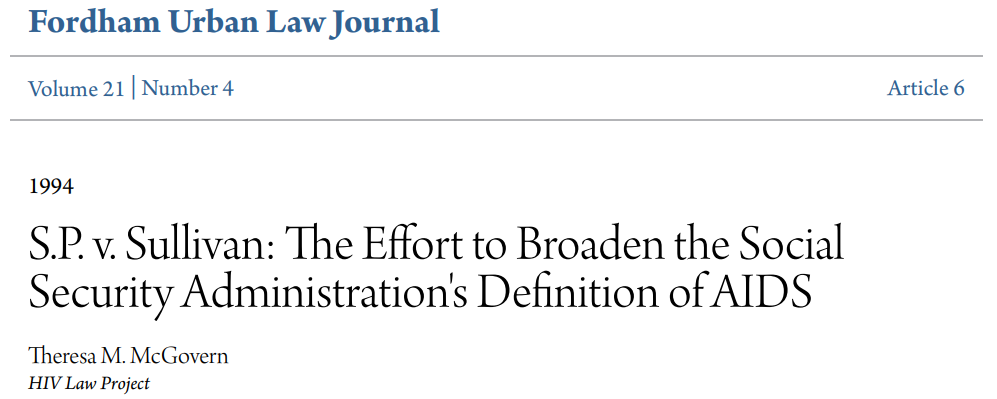 Fordham Urban Law Journal
Volume 21 | Number 4 Article 6
1994
S.P. v. Sullivan: The Effort to Broaden the Social
Security Administration's Definition of AIDS
Theresa M. McGovern
HIV Law Project